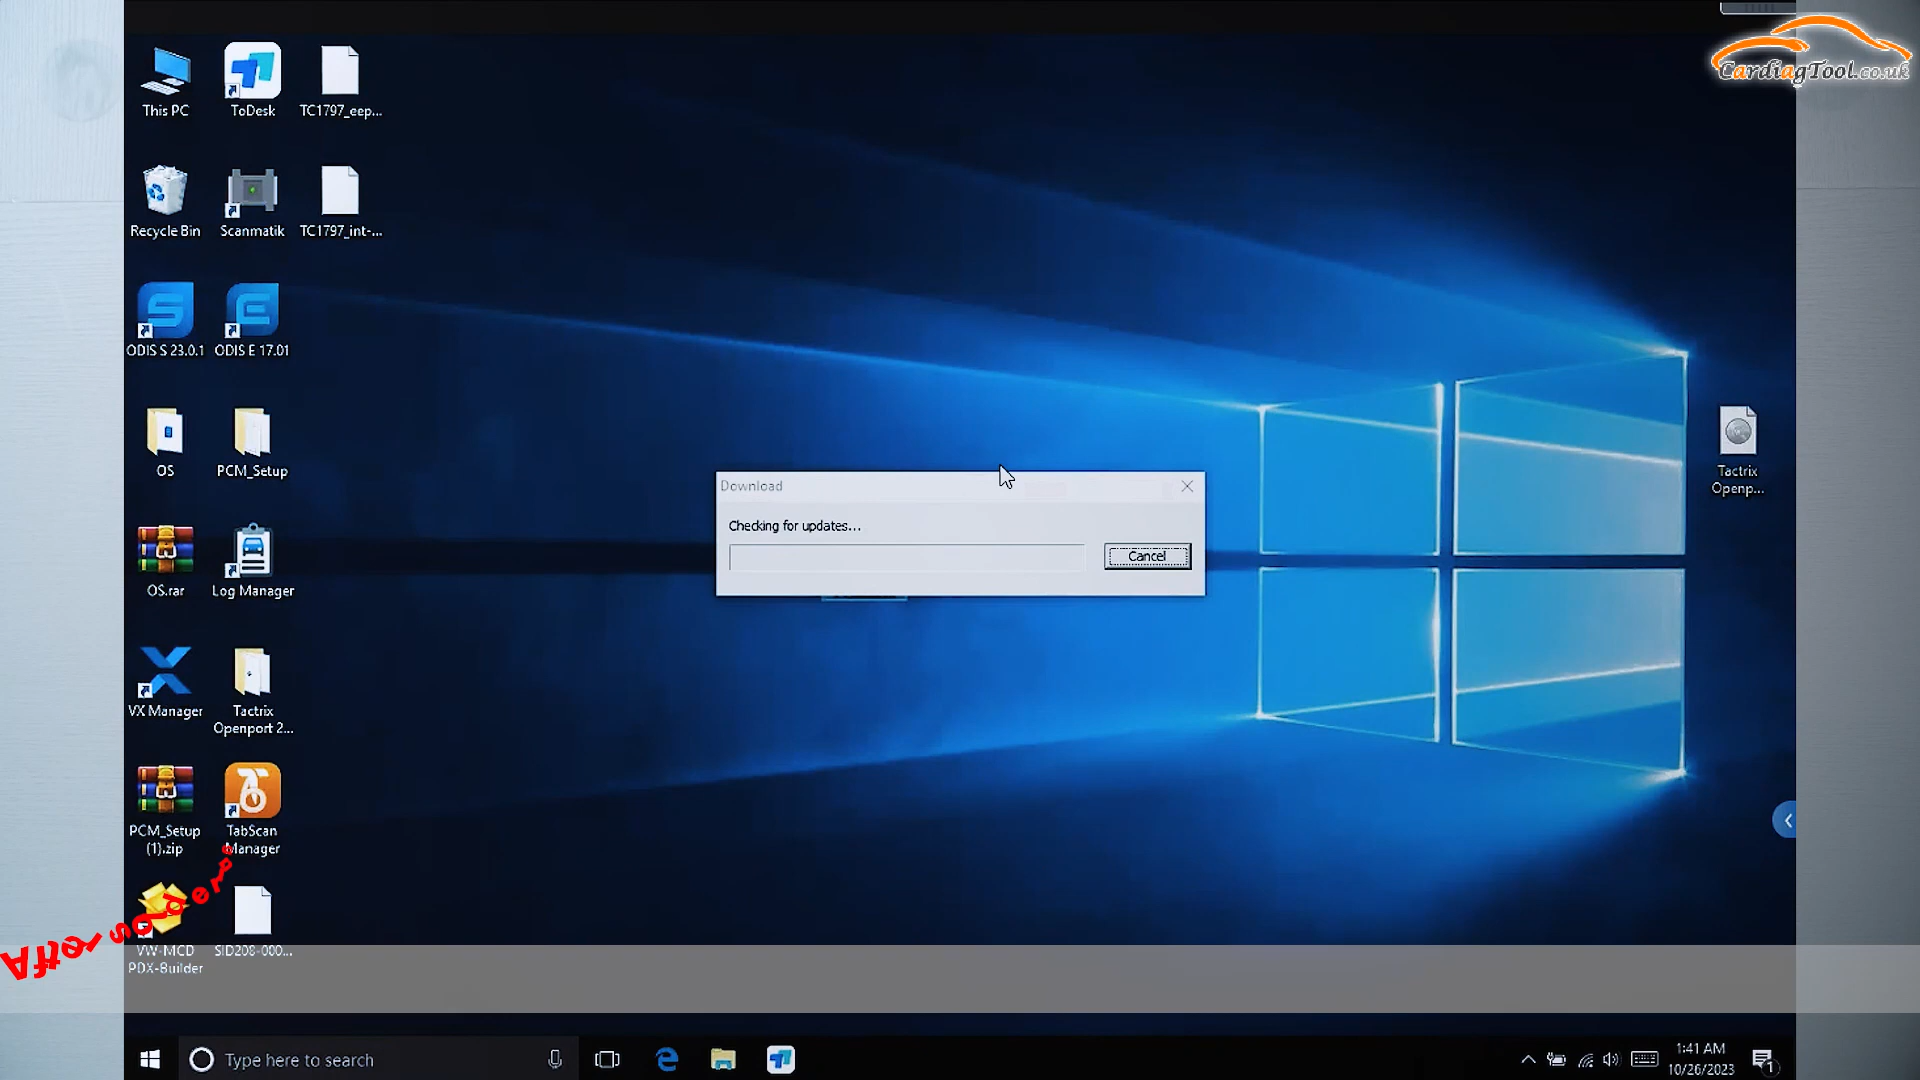 CardiagTool.co.uk
This PC
ToDesk
TC1797_eep...
Recycle Bin
Scanmatik
TC1797_int-...
ODIS S 23.0.1
ODIS E 17.01
OS
PCM_Setup
Tactrix
Openp...
Download
Checking for updates...
Cancel
OS.rar
Log Manager
VX Manager
Tactrix
Openport 2...
PCM_Setup
(1).zip
TabScan
Manager
After solder..
VW-MCD
PDX-Builder
SID208-000...
Type here to search
1:41 AM
10/26/2023
1